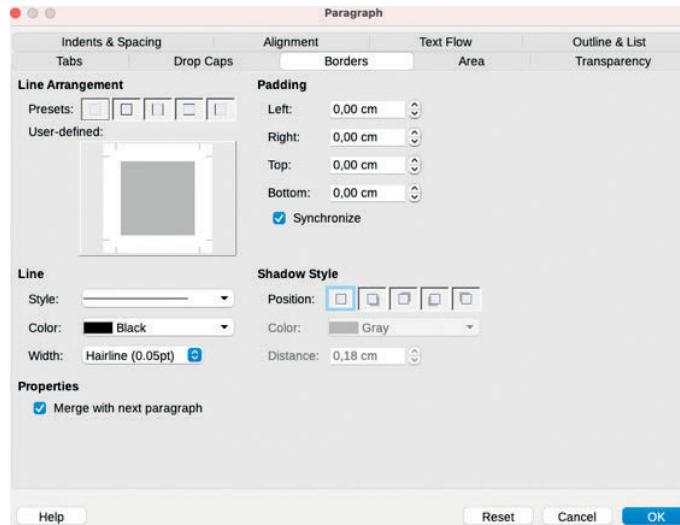 Paragraph
Indents & Spacing Alignment Text Flow Outline & List
Tabs Drop Caps Borders Area Transparency
Line Arrangement
Presets:
User-defined:
Padding
Left: 0,00 cm
Right: 0,00 cm
Top: 0,00 cm
Bottom: 0,00 cm
Synchronize
Line
Style:
Color: Black
Width: Hairline (0.05pt)
Shadow Style
Position:
Color: Gray
Distance: 0,18 cm
Properties
Merge with next paragraph
Help Reset Cancel OK